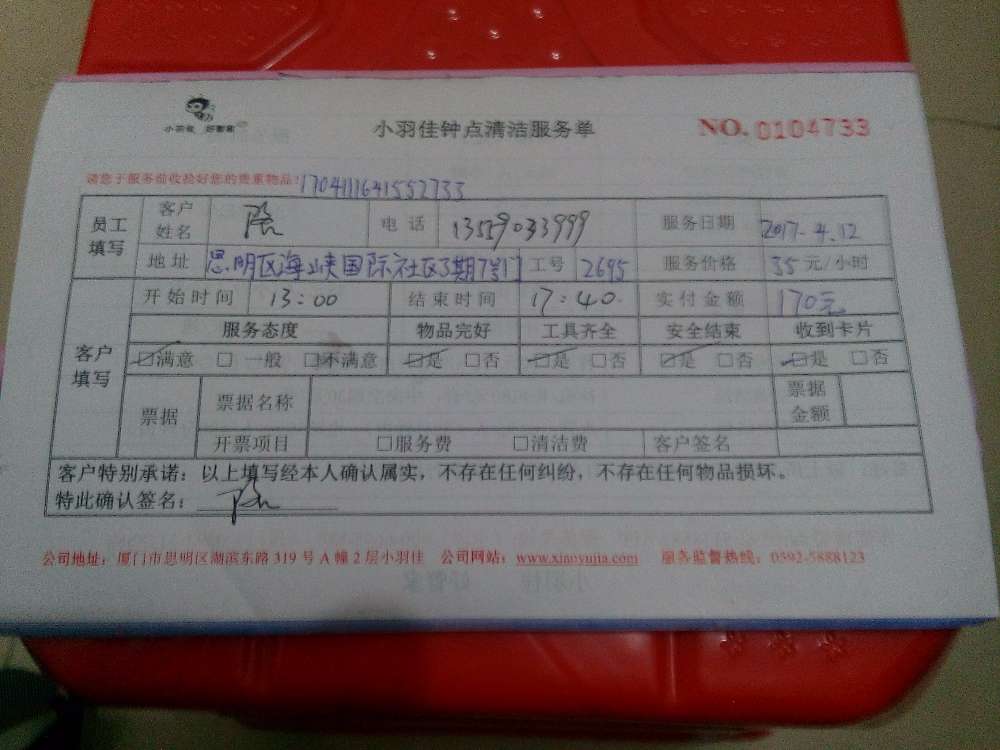 小羽佳 好管家
小羽佳钟点清洁服务单
NO. 0104733
请您于服务前收捡好您的贵重物品! 1704111641552733
员工填写 客户姓名 陈 电话 13559033999 服务日期 2017.4.12
地址 思明区海峡国际社区3期7号门 工号 2695 服务价格 35 元/小时
客户填写 开始时间 13:00 结束时间 17:40 实付金额 170元
服务态度 物品完好 工具齐全 安全结束 收到卡片
☑满意 □ 一般 □不满意 ☑是 □否 ☑是 □否 ☑是 □否 ☑是 □否
票据 票据名称 票据金额
开票项目 □服务费 □清洁费 客户签名
客户特别承诺：以上填写经本人确认属实，不存在任何纠纷，不存在任何物品损坏。
特此确认签名： 陈
公司地址：厦门市思明区湖滨东路 319 号 A 幢 2 层小羽佳 公司网站：www.xiaoyujia.com 服务监督热线：0592-5888123